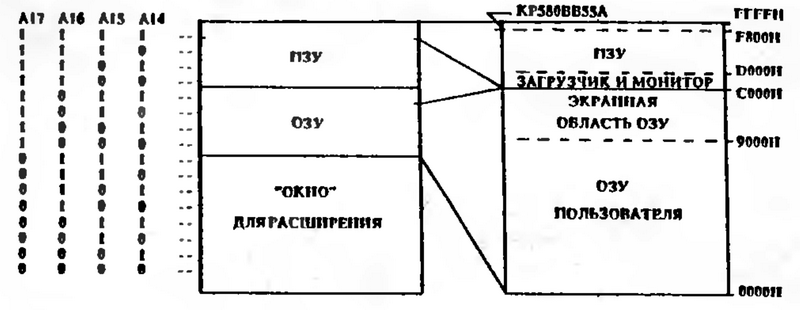 A17 A16 A15 A14
1 1 1 1
1 1 1 0
1 1 0 1
1 1 0 0
1 0 1 1
1 0 1 0
1 0 0 1
1 0 0 0
0 1 1 1
0 1 1 0
0 1 0 1
0 1 0 0
0 0 1 1
0 0 1 0
0 0 0 1
0 0 0 0
ПЗУ
ОЗУ
"ОКНО"
ДЛЯ РАСШИРЕНИЯ
КР580ВВ55А
ПЗУ
ЗАГРУЗЧИК И МОНИТОР
ЭКРАННАЯ
ОБЛАСТЬ ОЗУ
ОЗУ
ПОЛЬЗОВАТЕЛЯ
FFFFH
F800H
D000H
C000H
9000H
0000H